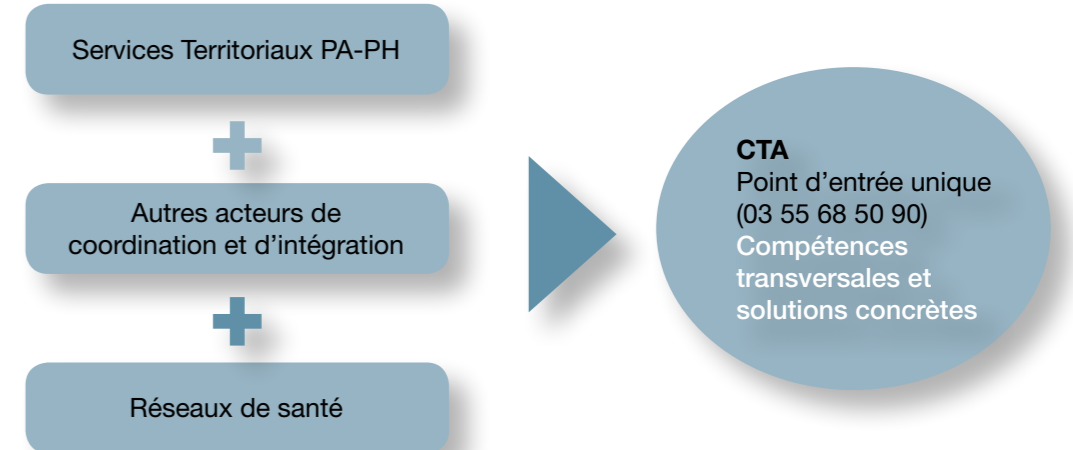 Services Territoriaux PA-PH
Autres acteurs de
coordination et d'intégration
Réseaux de santé
CTA
Point d'entrée unique
(03 55 68 50 90)
Compétences
transversales et
solutions concrètes